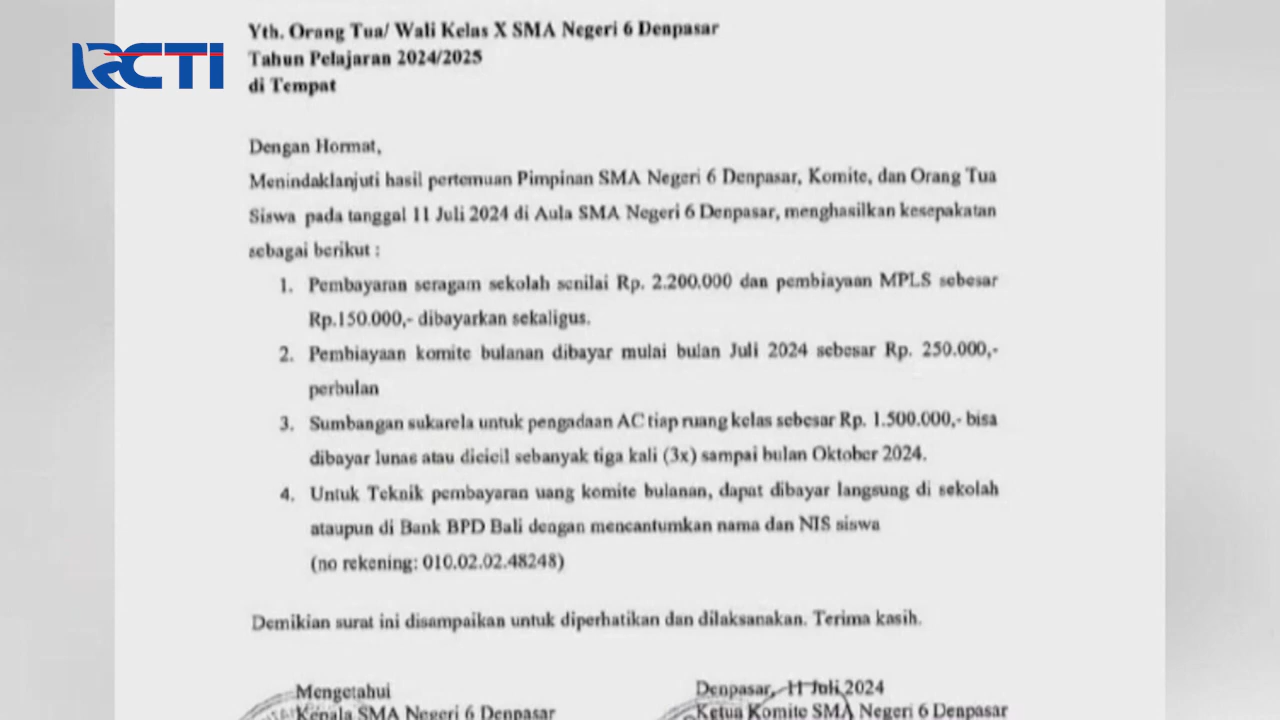 RCTI
Yth. Orang Tua/ Wali Kelas X SMA Negeri 6 Denpasar
Tahun Pelajaran 2024/2025
di Tempat
Dengan Hormat,
Menindaklanjuti hasil pertemuan Pimpinan SMA Negeri 6 Denpasar, Komite, dan Orang Tua
Siswa pada tanggal 11 Juli 2024 di Aula SMA Negeri 6 Denpasar, menghasilkan kesepakatan
sebagai berikut :
1. Pembayaran seragam sekolah senilai Rp. 2.200.000 dan pembiayaan MPLS sebesar
Rp.150.000,- dibayarkan sekaligus.
2. Pembiayaan komite bulanan dibayar mulai bulan Juli 2024 sebesar Rp. 250.000,-
perbulan
3. Sumbangan sukarela untuk pengadaan AC tiap ruang kelas sebesar Rp. 1.500.000,- bisa
dibayar lunas atau dicicil sebanyak tiga kali (3x) sampai bulan Oktober 2024.
4. Untuk Teknik pembayaran uang komite bulanan, dapat dibayar langsung di sekolah
ataupun di Bank BPD Bali dengan mencantumkan nama dan NIS siswa
(no rekening: 010.02.02.48248)
Demikian surat ini disampaikan untuk diperhatikan dan dilaksanakan. Terima kasih.
Mengetahui
Kepala SMA Negeri 6 Denpasar
Denpasar, 11 Juli 2024
Ketua Komite SMA Negeri 6 Denpasar